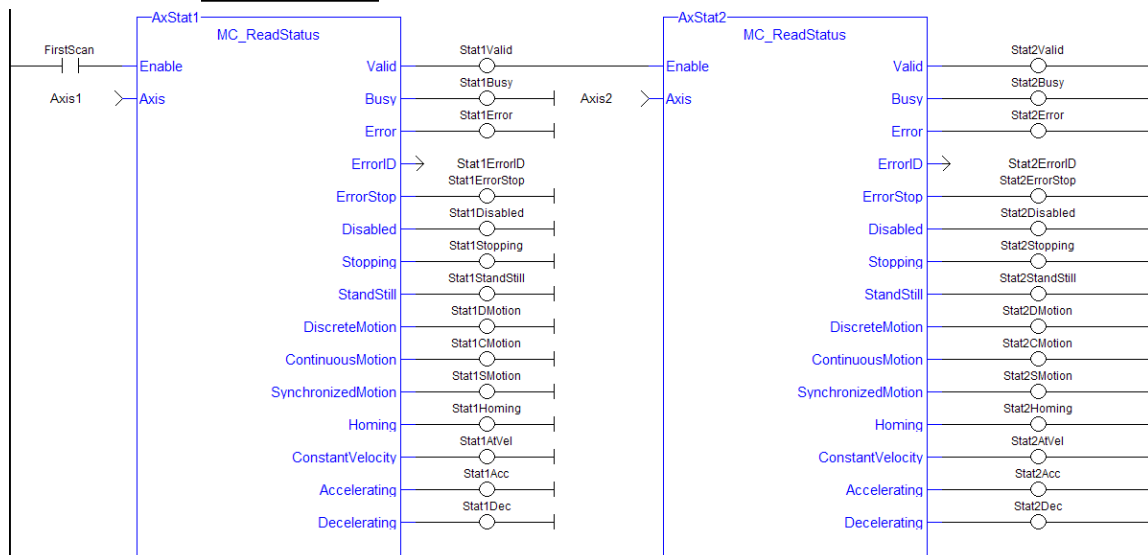 AxStat1 AxStat2
MC_ReadStatus MC_ReadStatus
FirstScan Stat1Valid Stat2Valid
Enable Valid Enable Valid
Stat1Busy Stat2Busy
Axis1 Axis Busy Axis2 Axis Busy
Stat1Error Stat2Error
Error Error
ErrorID Stat1ErrorID ErrorID Stat2ErrorID
Stat1ErrorStop Stat2ErrorStop
ErrorStop ErrorStop
Stat1Disabled Stat2Disabled
Disabled Disabled
Stat1Stopping Stat2Stopping
Stopping Stopping
Stat1StandStill Stat2StandStill
StandStill StandStill
Stat1DMotion Stat2DMotion
DiscreteMotion DiscreteMotion
Stat1CMotion Stat2CMotion
ContinuousMotion ContinuousMotion
Stat1SMotion Stat2SMotion
SynchronizedMotion SynchronizedMotion
Stat1Homing Stat2Homing
Homing Homing
Stat1AtVel Stat2AtVel
ConstantVelocity ConstantVelocity
Stat1Acc Stat2Acc
Accelerating Accelerating
Stat1Dec Stat2Dec
Decelerating Decelerating